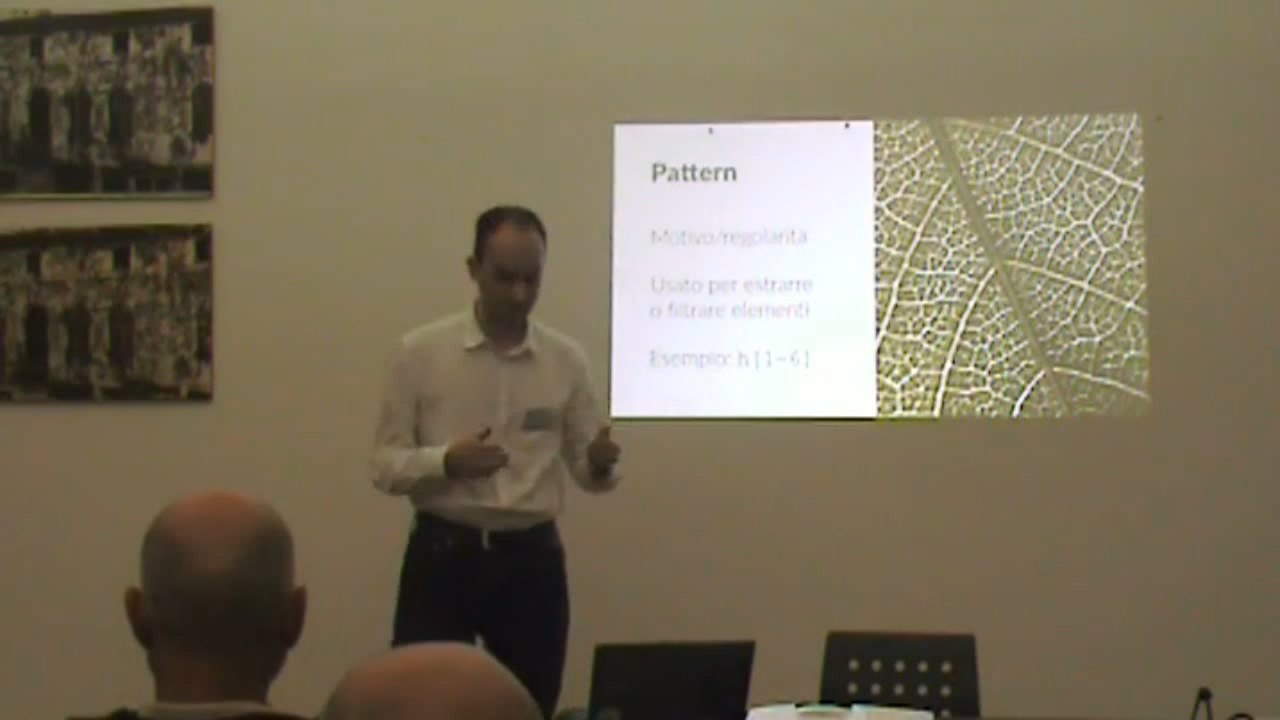 Pattern
Motivo/regolarità
Usato per estrarre
o filtrare elementi
Esempio: h[1-6]